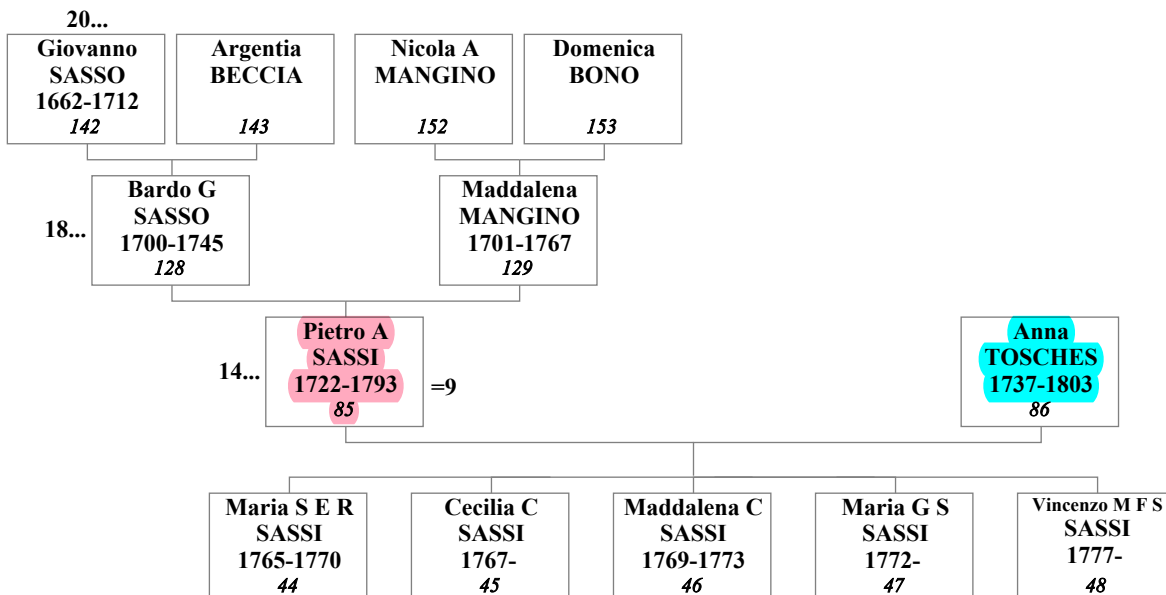 20...
Giovanno
SASSO
1662-1712
142
Argentia
BECCIA
143
Nicola A
MANGINO
152
Domenica
BONO
153
18...
Bardo G
SASSO
1700-1745
128
Maddalena
MANGINO
1701-1767
129
14...
Pietro A
SASSI
1722-1793
85
=9
Anna
TOSCHES
1737-1803
86
Maria S E R
SASSI
1765-1770
44
Cecilia C
SASSI
1767-
45
Maddalena C
SASSI
1769-1773
46
Maria G S
SASSI
1772-
47
Vincenzo M F S
SASSI
1777-
48